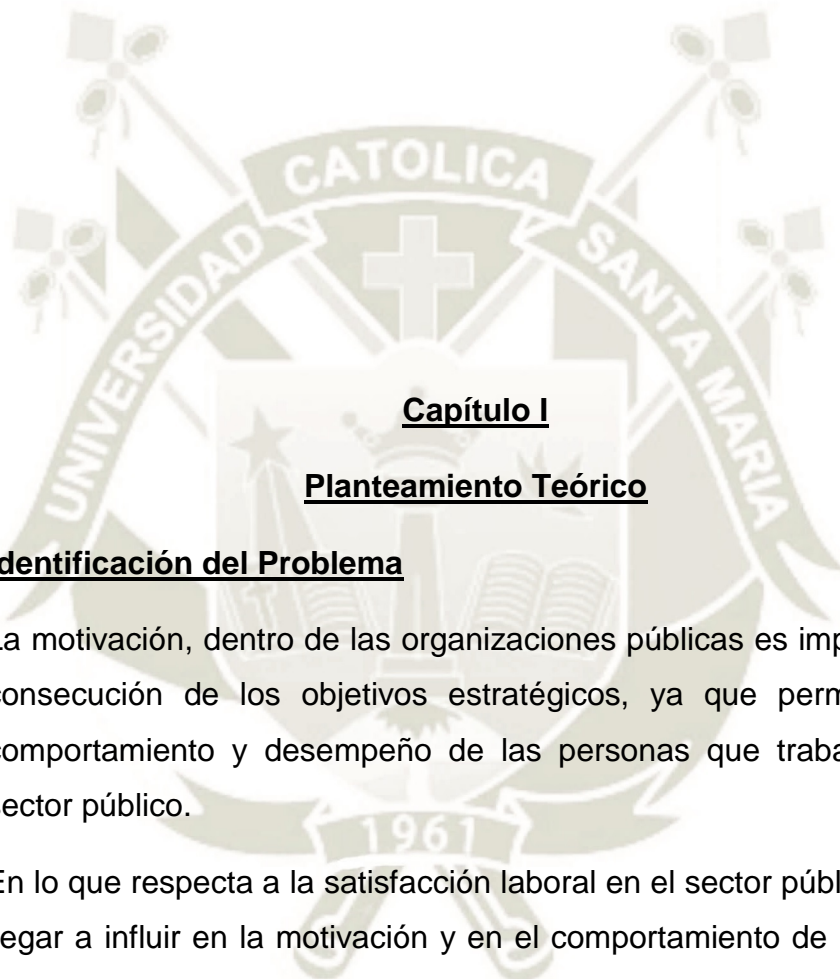 CATOLICA
UNIVERSIDAD
SANTA MARIA
Capítulo I
Planteamiento Teórico
dentificación del Problema
La motivación, dentro de las organizaciones públicas es imp
consecución de los objetivos estratégicos, ya que perm
comportamiento y desempeño de las personas que traba
sector público.
1961
En lo que respecta a la satisfacción laboral en el sector públ
legar a influir en la motivación y en el comportamiento de